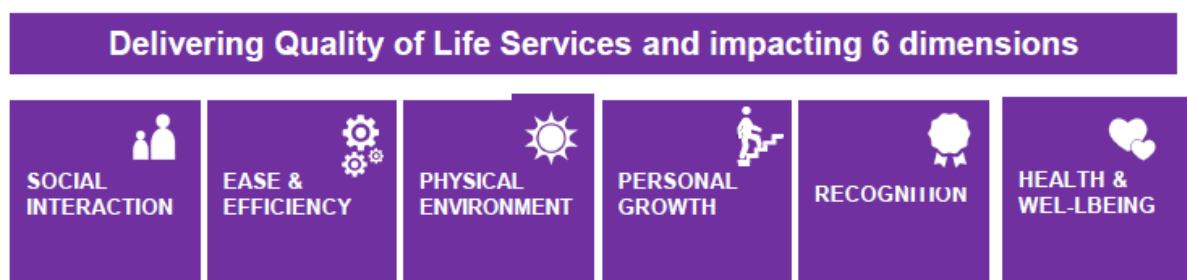 Delivering Quality of Life Services and impacting 6 dimensions
SOCIAL
INTERACTION
EASE &
EFFICIENCY
PHYSICAL
ENVIRONMENT
PERSONAL
GROWTH
RECOGNITION
HEALTH &
WEL-LBEING